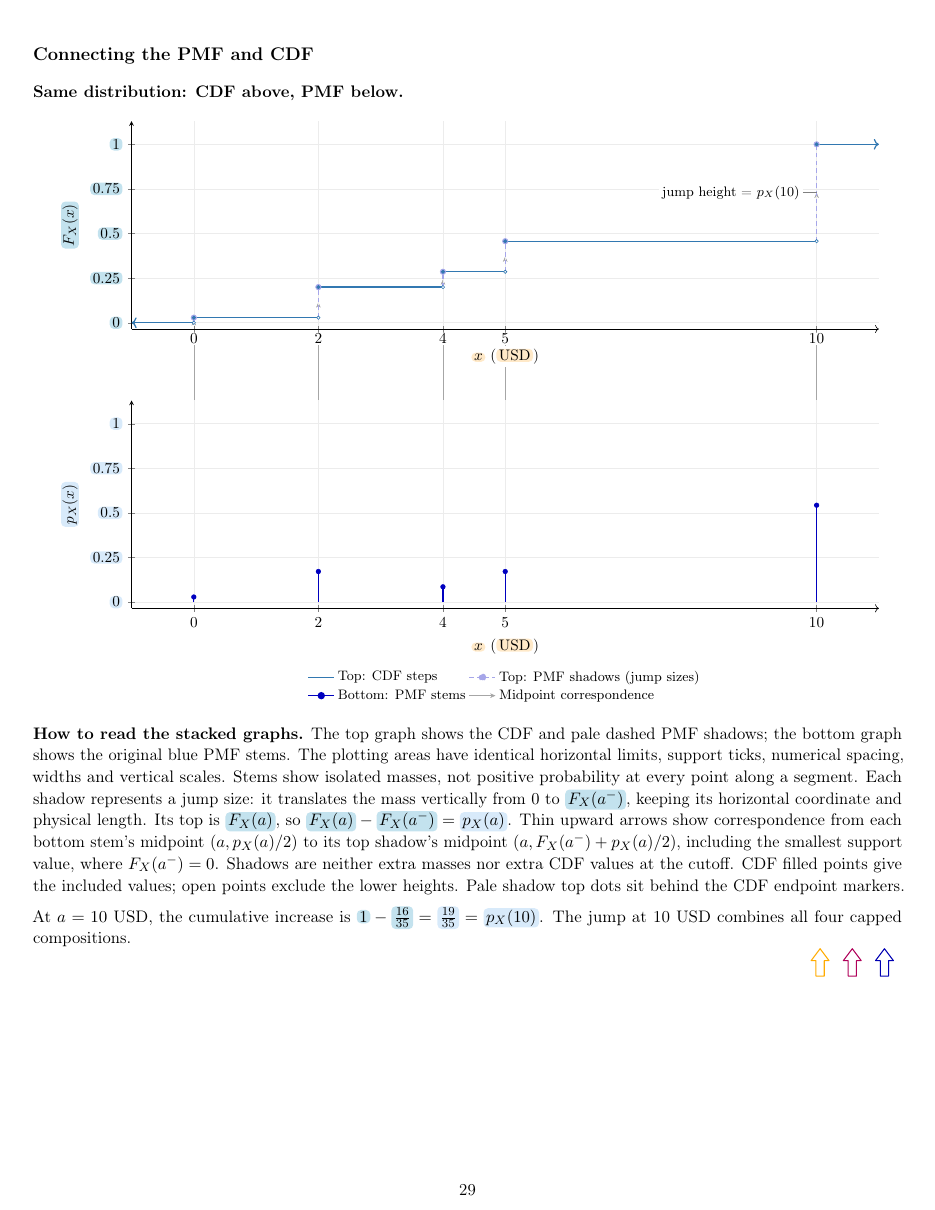 Connecting the PMF and CDF
Same distribution: CDF above, PMF below.
1
0.75
0.5
0.25
0
F_X(x)
jump height = p_X(10)
0 2 4 5 10
x (USD)
1
0.75
0.5
0.25
0
p_X(x)
0 2 4 5 10
x (USD)
Top: CDF steps Top: PMF shadows (jump sizes)
Bottom: PMF stems Midpoint correspondence
How to read the stacked graphs. The top graph shows the CDF and pale dashed PMF shadows; the bottom graph
shows the original blue PMF stems. The plotting areas have identical horizontal limits, support ticks, numerical spacing,
widths and vertical scales. Stems show isolated masses, not positive probability at every point along a segment. Each
shadow represents a jump size: it translates the mass vertically from 0 to F_X(a⁻), keeping its horizontal coordinate and
physical length. Its top is F_X(a), so F_X(a) − F_X(a⁻) = p_X(a). Thin upward arrows show correspondence from each
bottom stem's midpoint (a, p_X(a)/2) to its top shadow's midpoint (a, F_X(a⁻) + p_X(a)/2), including the smallest support
value, where F_X(a⁻) = 0. Shadows are neither extra masses nor extra CDF values at the cutoff. CDF filled points give
the included values; open points exclude the lower heights. Pale shadow top dots sit behind the CDF endpoint markers.
At a = 10 USD, the cumulative increase is 1 − 16/35 = 19/35 = p_X(10). The jump at 10 USD combines all four capped
compositions.
29